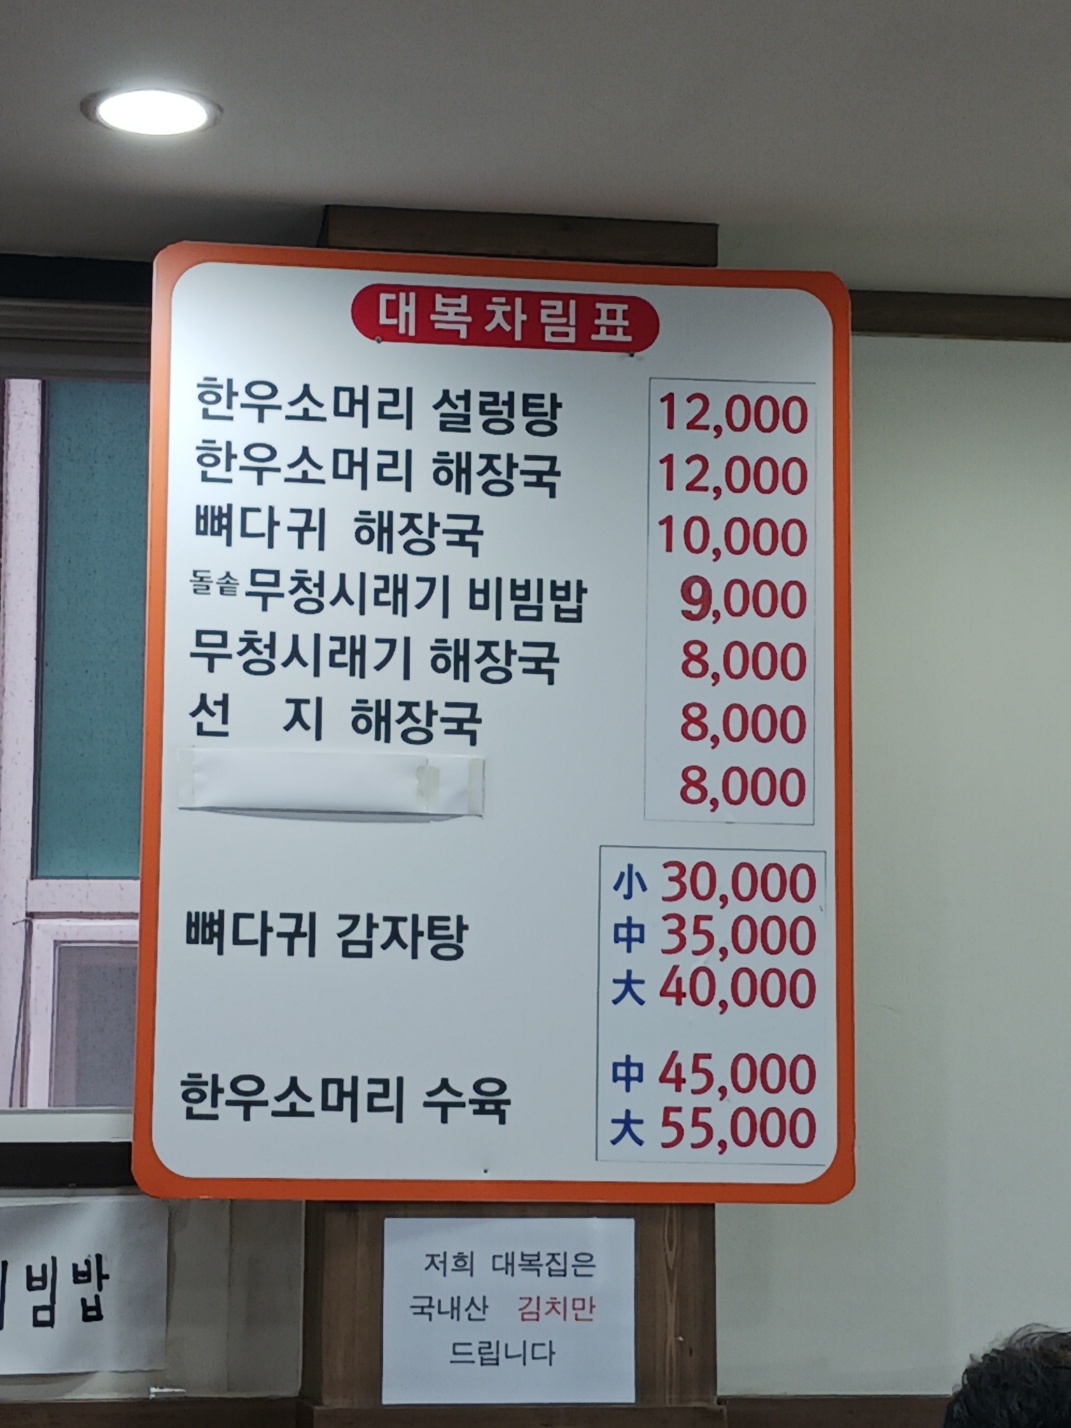 대복차림표
한우소머리 설렁탕 12,000
한우소머리 해장국 12,000
뼈다귀 해장국 10,000
돌솥무청시래기 비빔밥 9,000
무청시래기 해장국 8,000
선지 해장국 8,000
8,000
뼈다귀 감자탕
小 30,000
中 35,000
大 40,000
한우소머리 수육
中 45,000
大 55,000
빔밥
저희 대복집은
국내산 김치만
드립니다